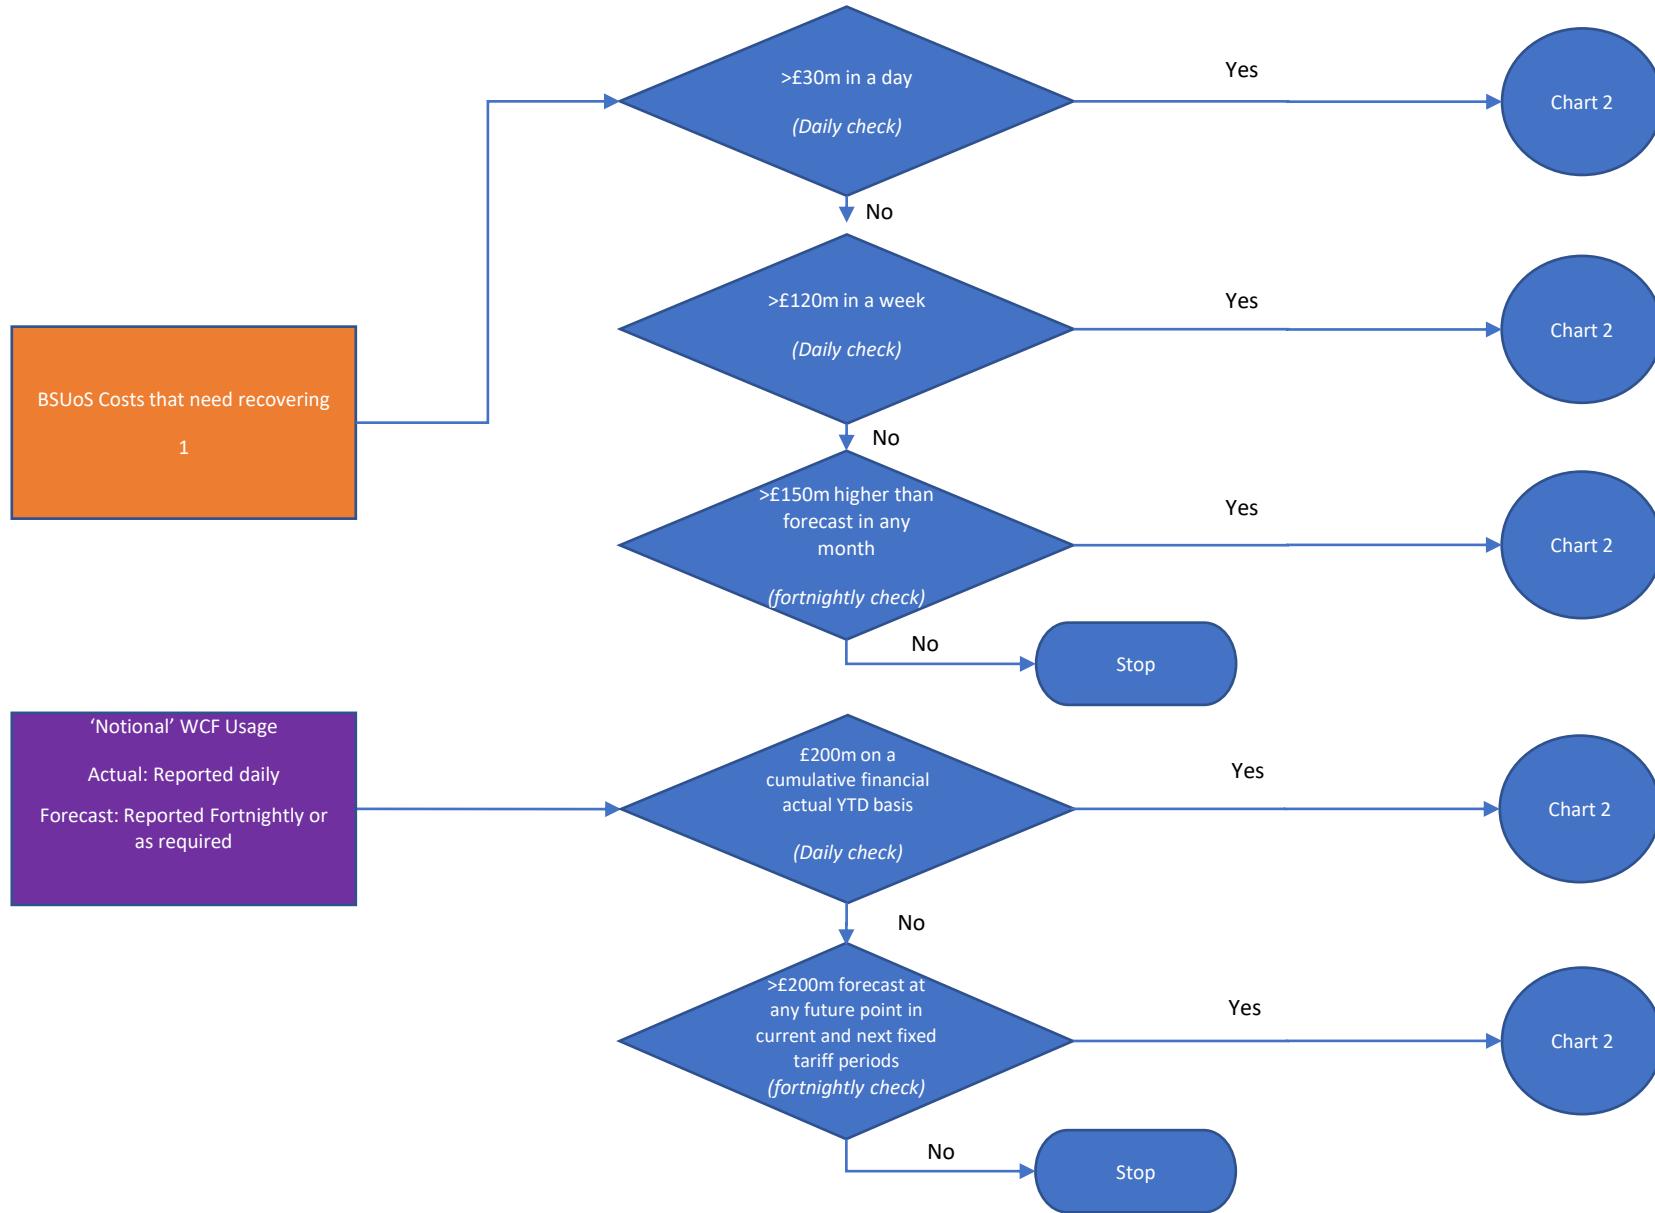 >£30m in a day
(Daily check)
Yes
Chart 2
No
>£120m in a week
(Daily check)
Yes
Chart 2
No
BSUoS Costs that need recovering
1
>£150m higher than
forecast in any
month
(fortnightly check)
Yes
Chart 2
No
Stop
‘Notional’ WCF Usage
Actual: Reported daily
Forecast: Reported Fortnightly or
as required
£200m on a
cumulative financial
actual YTD basis
(Daily check)
Yes
Chart 2
No
>£200m forecast at
any future point in
current and next fixed
tariff periods
(fortnightly check)
Yes
Chart 2
No
Stop